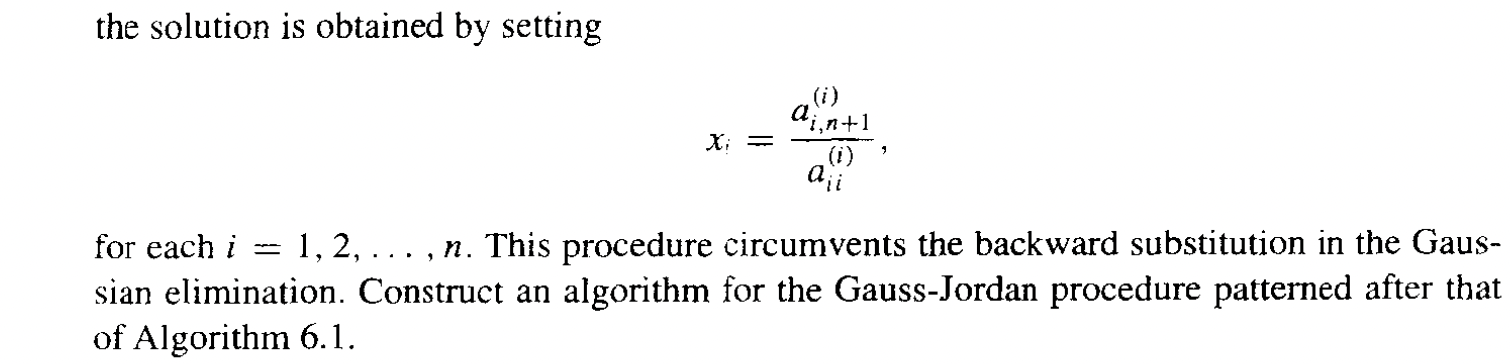 the solution is obtained by setting
x_i = \frac{a_{i,n+1}^{(i)}}{a_{ii}^{(i)}},
for each i = 1, 2, ... , n. This procedure circumvents the backward substitution in the Gaus-
sian elimination. Construct an algorithm for the Gauss-Jordan procedure patterned after that
of Algorithm 6.1.